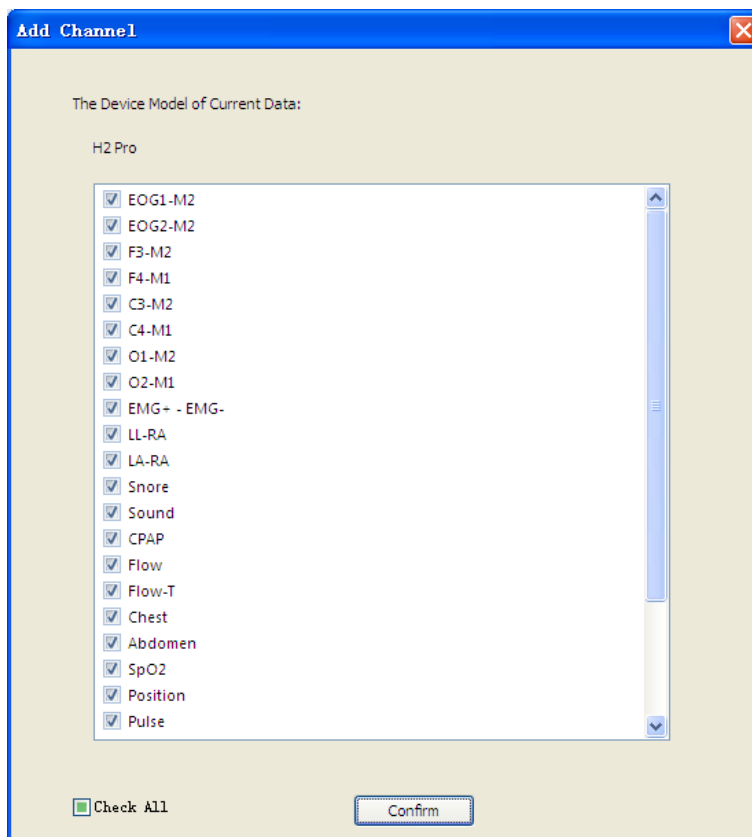 Add Channel
The Device Model of Current Data:
H2 Pro
EOG1-M2
EOG2-M2
F3-M2
F4-M1
C3-M2
C4-M1
O1-M2
O2-M1
EMG+ - EMG-
LL-RA
LA-RA
Snore
Sound
CPAP
Flow
Flow-T
Chest
Abdomen
SpO2
Position
Pulse
Check All
Confirm